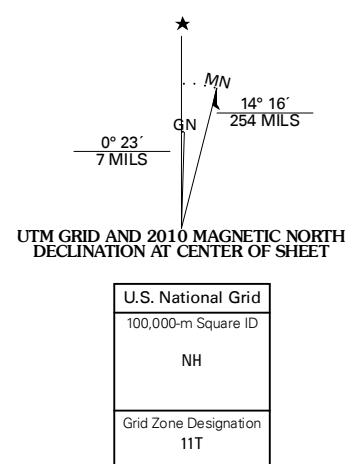 ★
MN
GN
14° 16´
254 MILS
0° 23´
7 MILS
UTM GRID AND 2010 MAGNETIC NORTH
DECLINATION AT CENTER OF SHEET
U.S. National Grid
100,000-m Square ID
NH
Grid Zone Designation
11T